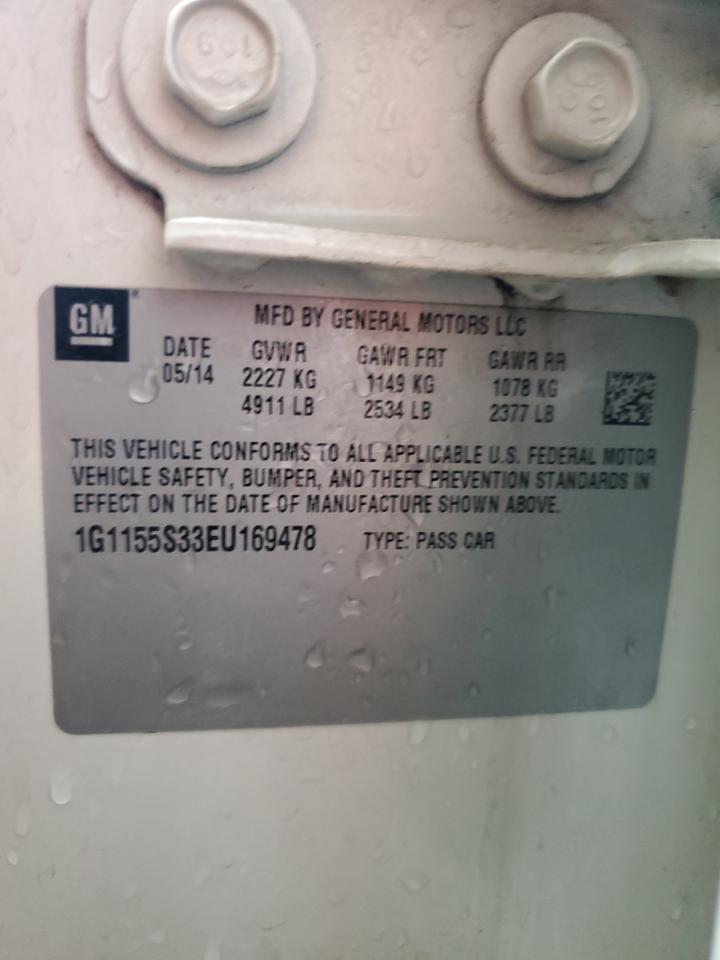 GM
MFD BY GENERAL MOTORS LLC
DATE GVWR GAWR FRT GAWR RR
05/14 2227 KG 1149 KG 1078 KG
4911 LB 2534 LB 2377 LB
THIS VEHICLE CONFORMS TO ALL APPLICABLE U.S. FEDERAL MOTOR
VEHICLE SAFETY, BUMPER, AND THEFT PREVENTION STANDARDS IN
EFFECT ON THE DATE OF MANUFACTURE SHOWN ABOVE.
1G1155S33EU169478 TYPE: PASS CAR